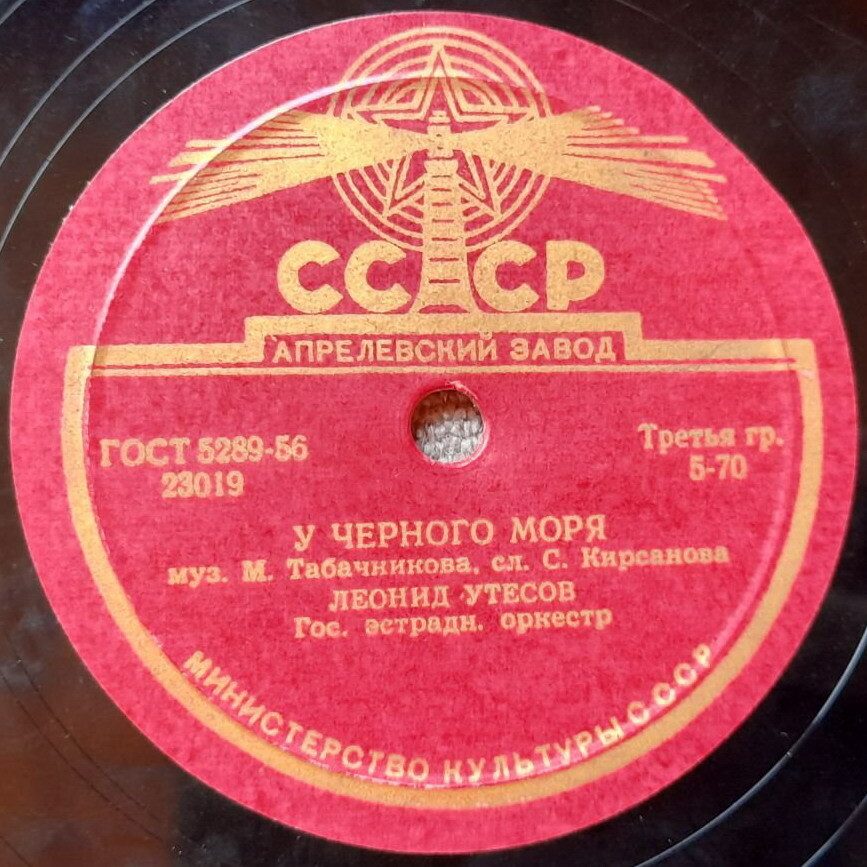 СССР
АПРЕЛЕВСКИЙ ЗАВОД
ГОСТ 5289-56
23019
Третья гр.
5-70
У ЧЕРНОГО МОРЯ
муз. М. Табачникова, сл. С. Кирсанова
ЛЕОНИД УТЕСОВ
Гос. эстрадн. оркестр
МИНИСТЕРСТВО КУЛЬТУРЫ СССР